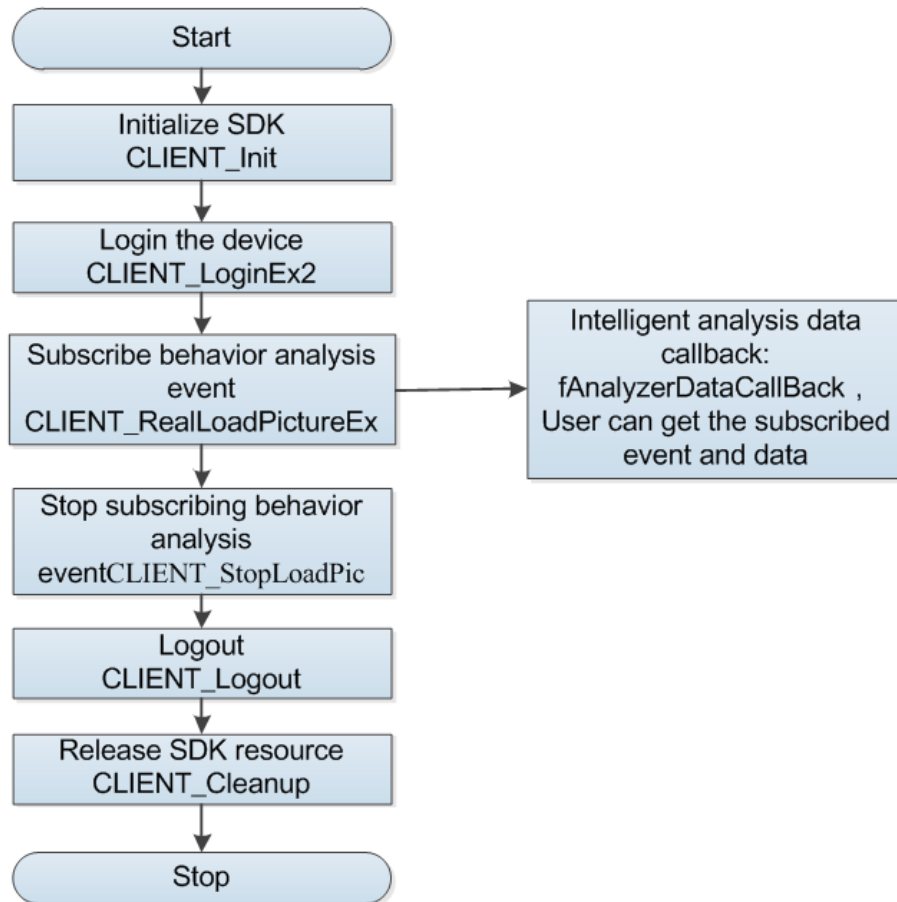 Start
Initialize SDK
CLIENT_Init
Login the device
CLIENT_LoginEx2
Subscribe behavior analysis
event
CLIENT_RealLoadPictureEx
Intelligent analysis data
callback:
fAnalyzerDataCallBack ,
User can get the subscribed
event and data
Stop subscribing behavior
analysis
eventCLIENT_StopLoadPic
Logout
CLIENT_Logout
Release SDK resource
CLIENT_Cleanup
Stop